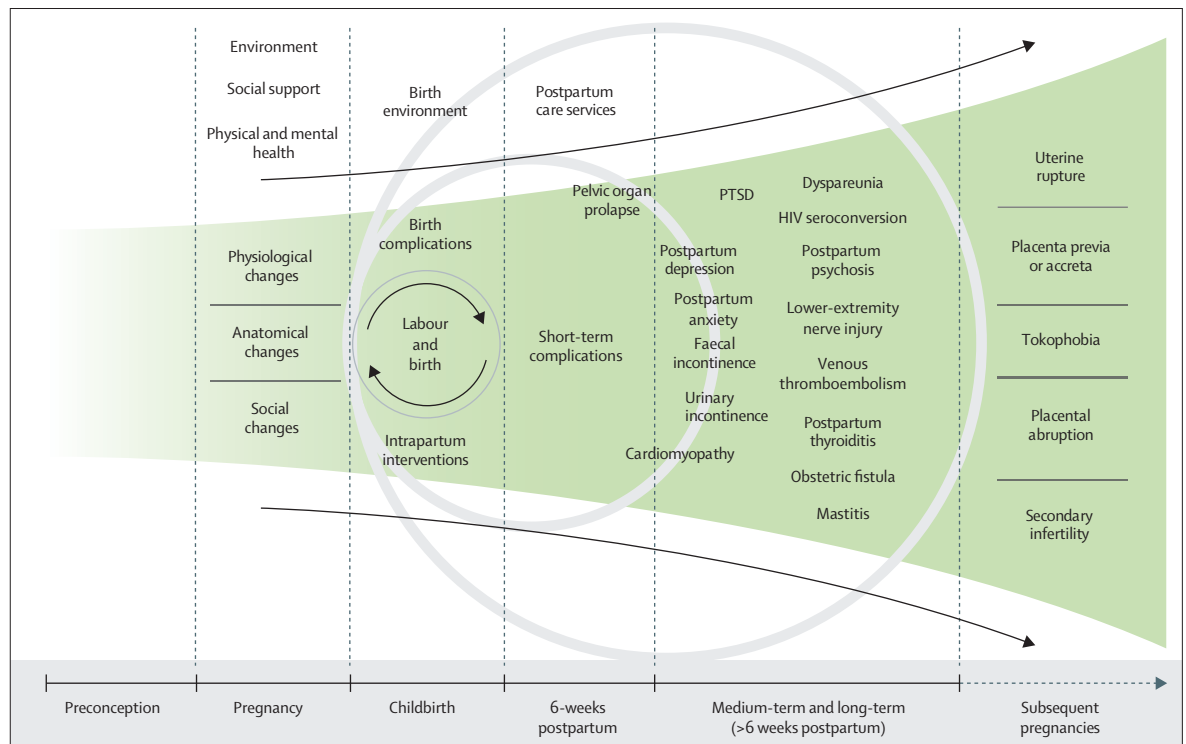 Environment
Social support
Physical and mental
health
Birth
environment
Postpartum
care services
Physiological
changes
Anatomical
changes
Social
changes
Birth
complications
Labour
and
birth
Intrapartum
interventions
Short-term
complications
Pelvic organ
prolapse
PTSD
Postpartum
depression
Postpartum
anxiety
Faecal
incontinence
Urinary
incontinence
Cardiomyopathy
Dyspareunia
HIV seroconversion
Postpartum
psychosis
Lower-extremity
nerve injury
Venous
thromboembolism
Postpartum
thyroiditis
Obstetric fistula
Mastitis
Uterine
rupture
Placenta previa
or accreta
Tokophobia
Placental
abruption
Secondary
infertility
Preconception
Pregnancy
Childbirth
6-weeks
postpartum
Medium-term and long-term
(>6 weeks postpartum)
Subsequent
pregnancies